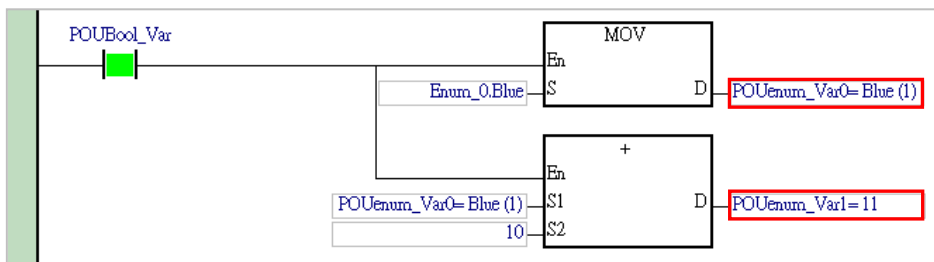 POUBool_Var
MOV
En
Enum_0.Blue S D POUenum_Var0= Blue (1)
+
En
POUenum_Var0= Blue (1) S1 D POUenum_Var1= 11
10 S2